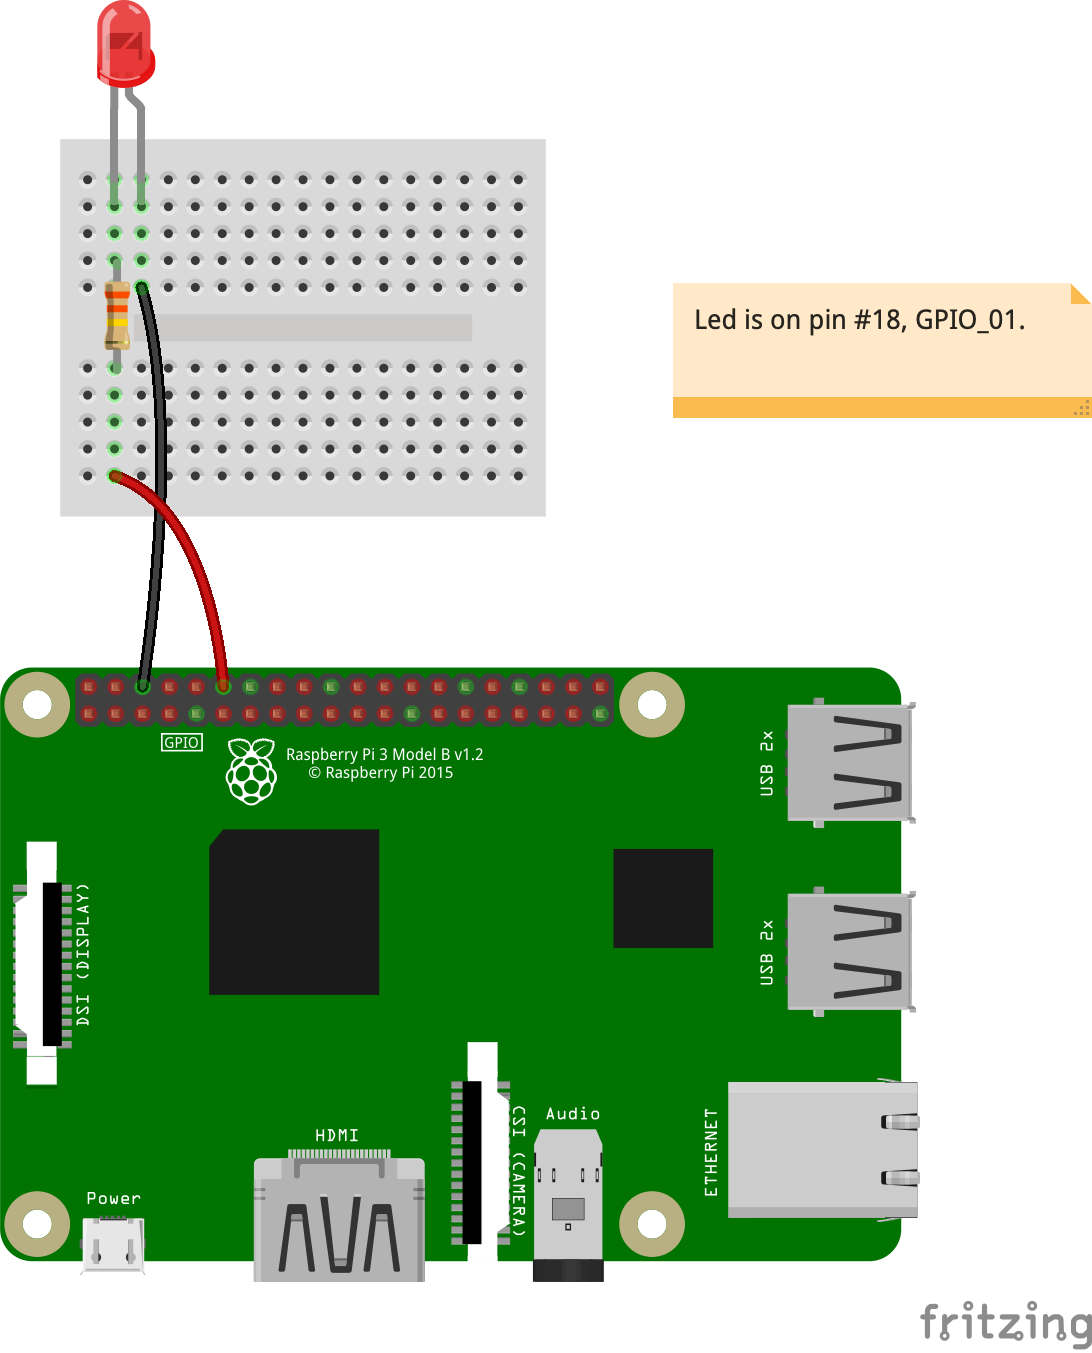 Led is on pin #18, GPIO_01.
GPIO
Raspberry Pi 3 Model B v1.2
© Raspberry Pi 2015
USB 2x
DSI (DISPLAY)
USB 2x
CSI (CAMERA)
Audio
ETHERNET
HDMI
Power
fritzing